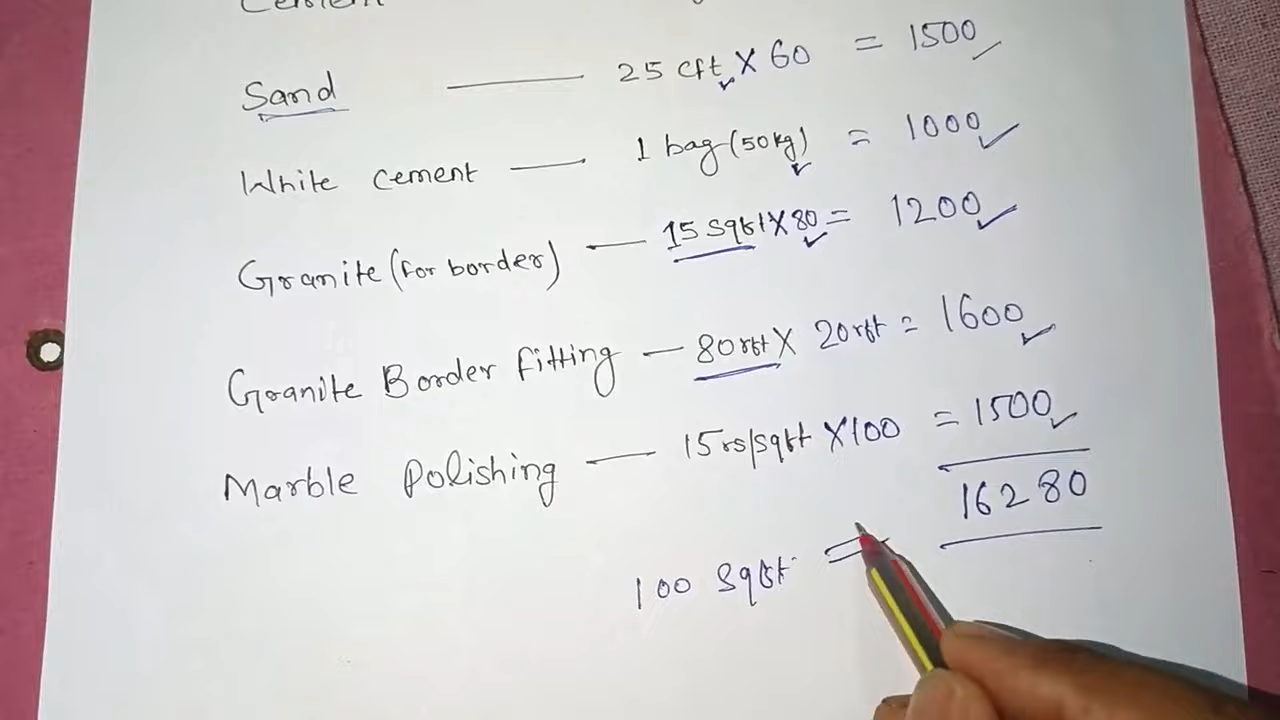 Cement
Sand —— 25 cft X 60 = 1500
White cement — 1 bag (50kg) = 1000
Granite (for border) — 15 sqft X 80 = 1200
Granite Border fitting — 80 rft X 20 rft = 1600
Marble Polishing — 15 rs/sqft X 100 = 1500
16280
100 sqft =